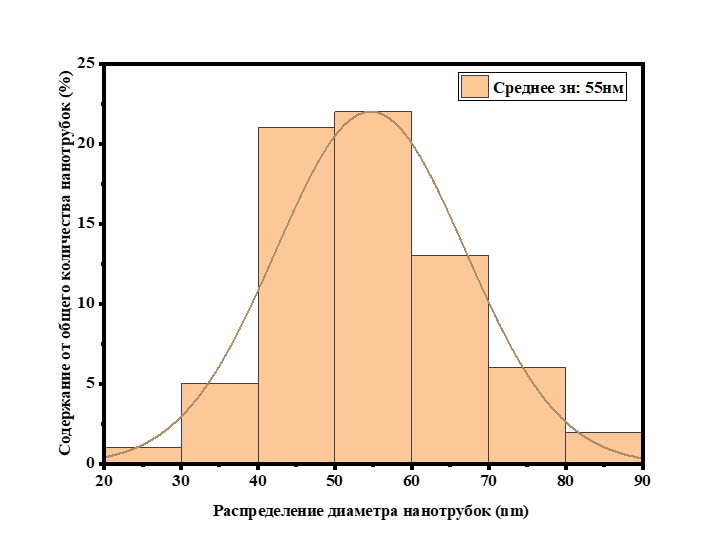 Содержание от общего количества нанотрубок (%)
25
20
15
10
5
0
Среднее зн: 55нм
20 30 40 50 60 70 80 90
Распределение диаметра нанотрубок (nm)